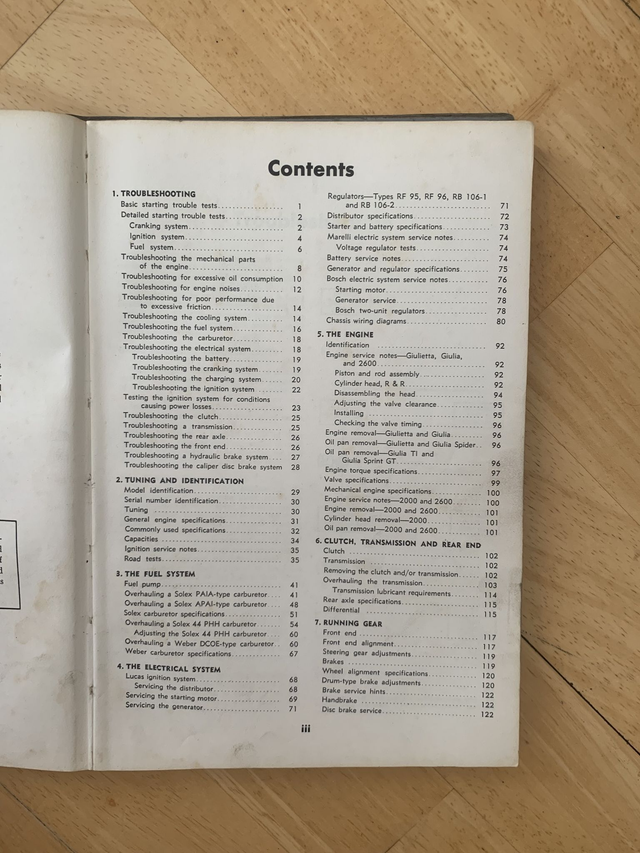 Contents
1. TROUBLESHOOTING
Basic starting trouble tests 1
Detailed starting trouble tests 2
Cranking system 2
Ignition system 4
Fuel system 6
Troubleshooting the mechanical parts
of the engine 8
Troubleshooting for excessive oil consumption 10
Troubleshooting for engine noises 12
Troubleshooting for poor performance due
to excessive friction 14
Troubleshooting the cooling system 14
Troubleshooting the fuel system 16
Troubleshooting the carburetor 18
Troubleshooting the electrical system 18
Troubleshooting the battery 19
Troubleshooting the cranking system 19
Troubleshooting the charging system 20
Troubleshooting the ignition system 22
Testing the ignition system for conditions
causing power losses 23
Troubleshooting the clutch 25
Troubleshooting a transmission 25
Troubleshooting the rear axle 26
Troubleshooting the front end 26
Troubleshooting a hydraulic brake system 27
Troubleshooting the caliper disc brake system 28
2. TUNING AND IDENTIFICATION
Model identification 29
Serial number identification 30
Tuning 30
General engine specifications 31
Commonly used specifications 32
Capacities 34
Ignition service notes 35
Road tests 35
3. THE FUEL SYSTEM
Fuel pump 41
Overhauling a Solex PAIA-type carburetor 41
Overhauling a Solex APAI-type carburetor 48
Solex carburetor specifications 51
Overhauling a Solex 44 PHH carburetor 54
Adjusting the Solex 44 PHH carburetor 60
Overhauling a Weber DCOE-type carburetor 60
Weber carburetor specifications 67
4. THE ELECTRICAL SYSTEM
Lucas ignition system 68
Servicing the distributor 68
Servicing the starting motor 69
Servicing the generator 71
Regulators—Types RF 95, RF 96, RB 106-1
and RB 106-2 71
Distributor specifications 72
Starter and battery specifications 73
Marelli electric system service notes 74
Voltage regulator tests 74
Battery service notes 74
Generator and regulator specifications 75
Bosch electric system service notes 76
Starting motor 76
Generator service 78
Bosch two-unit regulators 78
Chassis wiring diagrams 80
5. THE ENGINE
Identification 92
Engine service notes—Giulietta, Giulia,
and 2600 92
Piston and rod assembly 92
Cylinder head, R & R 92
Disassembling the head 94
Adjusting the valve clearance 95
Installing 95
Checking the valve timing 96
Engine removal—Giulietta and Giulia 96
Oil pan removal—Giulietta and Giulia Spider 96
Oil pan removal—Giulia TI and
Giulia Sprint GT 96
Engine torque specifications 97
Valve specifications 99
Mechanical engine specifications 100
Engine service notes—2000 and 2600 100
Engine removal—2000 and 2600 101
Cylinder head removal—2000 101
Oil pan removal—2000 and 2600 101
6. CLUTCH, TRANSMISSION AND REAR END
Clutch 102
Transmission 102
Removing the clutch and/or transmission 102
Overhauling the transmission 103
Transmission lubricant requirements 114
Rear axle specifications 115
Differential 115
7. RUNNING GEAR
Front end 117
Front end alignment 117
Steering gear adjustments 119
Brakes 119
Wheel alignment specifications 120
Drum-type brake adjustments 120
Brake service hints 122
Handbrake 122
Disc brake service 122
iii